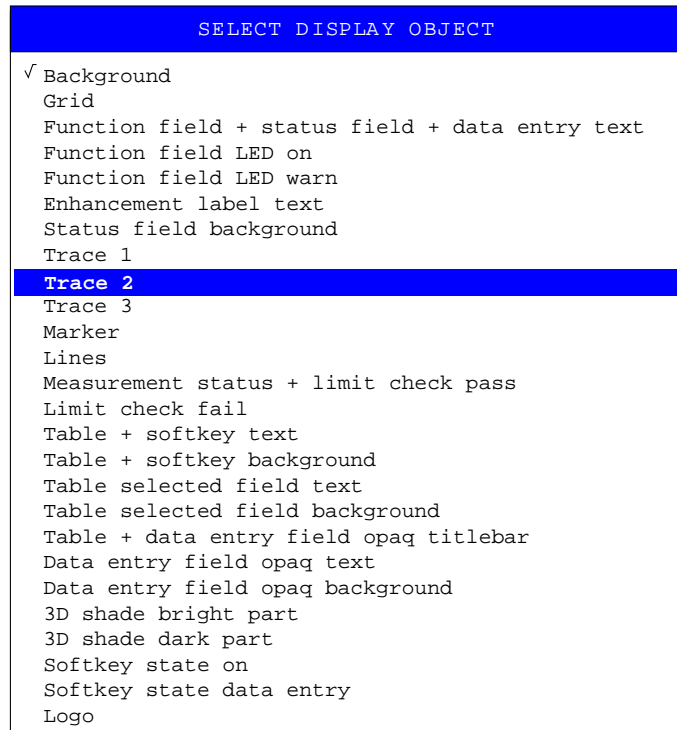 SELECT DISPLAY OBJECT
√ Background
Grid
Function field + status field + data entry text
Function field LED on
Function field LED warn
Enhancement label text
Status field background
Trace 1
Trace 2
Trace 3
Marker
Lines
Measurement status + limit check pass
Limit check fail
Table + softkey text
Table + softkey background
Table selected field text
Table selected field background
Table + data entry field opaq titlebar
Data entry field opaq text
Data entry field opaq background
3D shade bright part
3D shade dark part
Softkey state on
Softkey state data entry
Logo